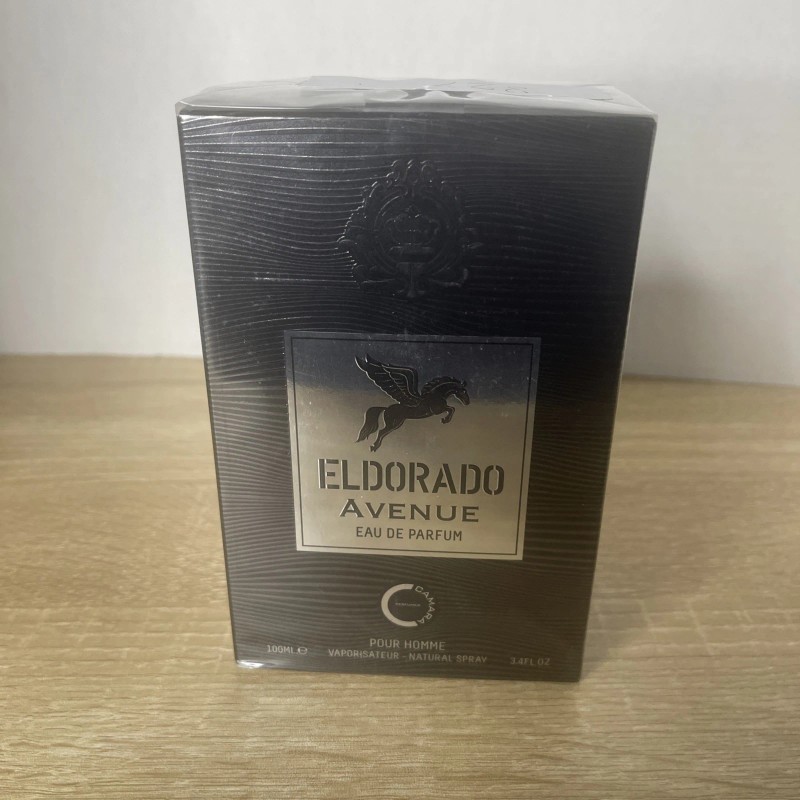 ELDORADO
AVENUE
EAU DE PARFUM
CAMARA
POUR HOMME
100ML ℮ VAPORISATEUR - NATURAL SPRAY 3.4FL OZ